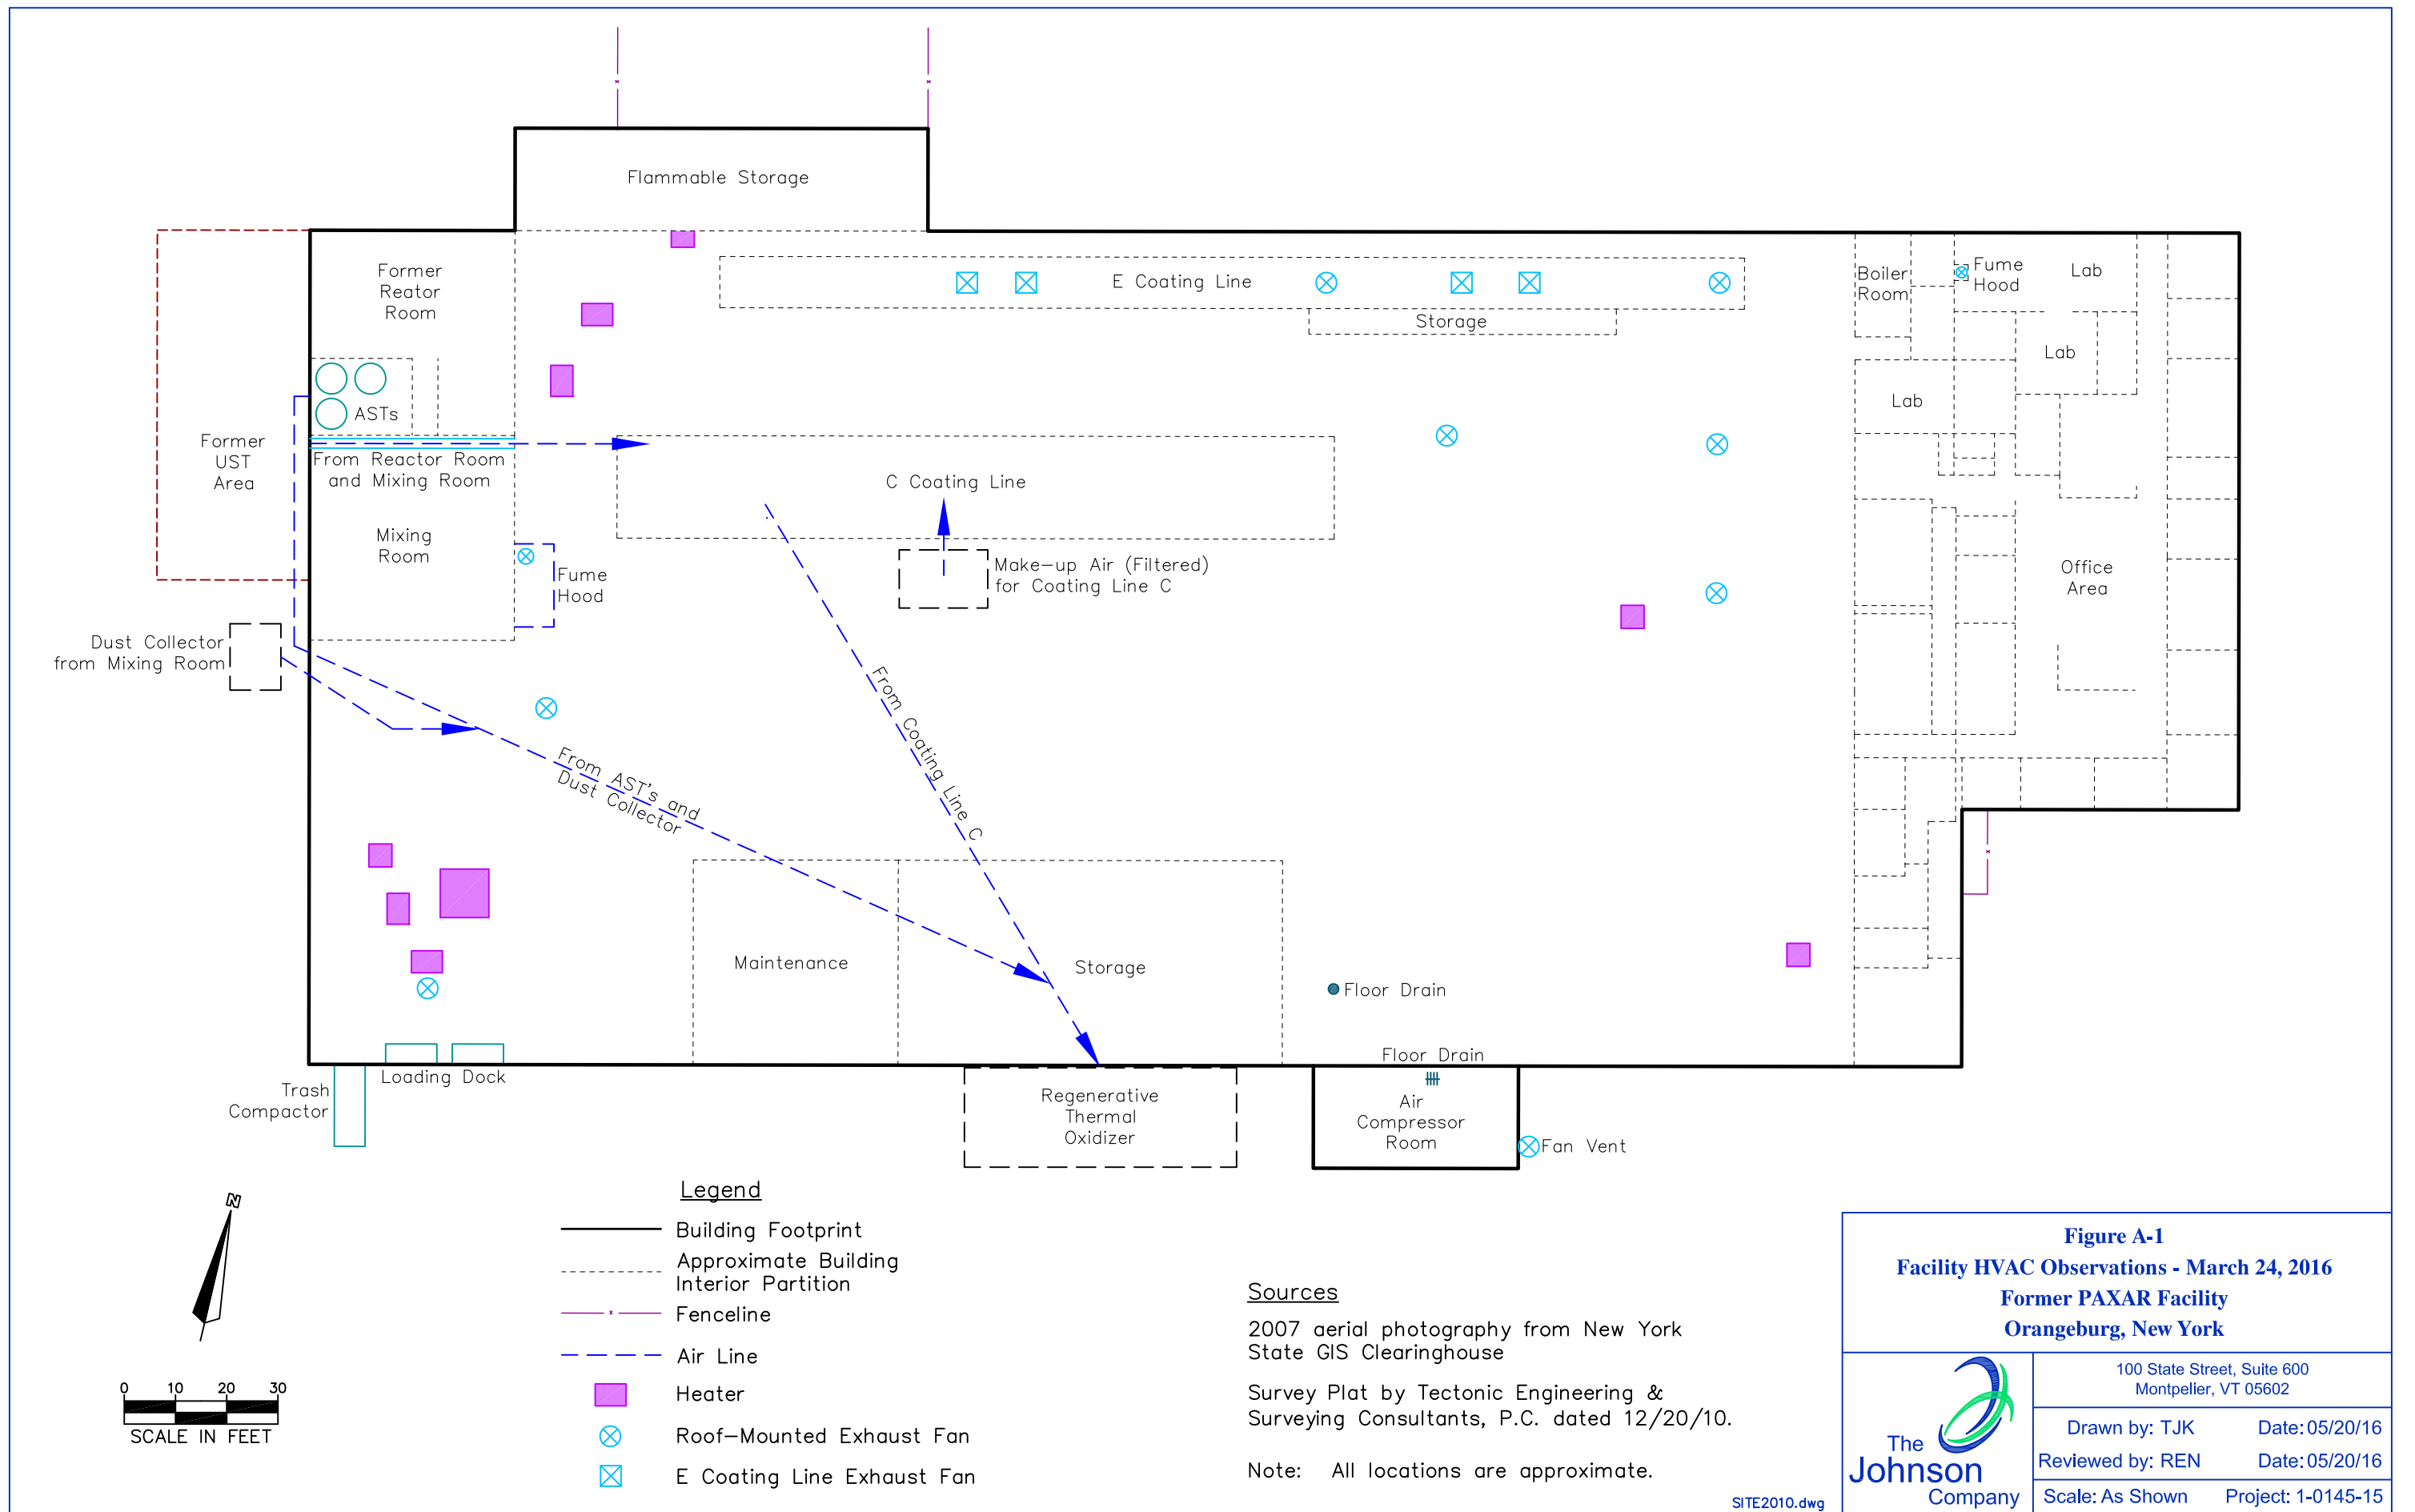 Flammable Storage
Former
Reator
Room
E Coating Line
Storage
Boiler
Room
Fume
Hood
Lab
Lab
Lab
ASTs
Former
UST
Area
From Reactor Room
and Mixing Room
C Coating Line
Mixing
Room
Fume
Hood
Make-up Air (Filtered)
for Coating Line C
Office
Area
Dust Collector
from Mixing Room
From AST's and
Dust Collector
From Coating Line C
Maintenance
Storage
Floor Drain
Floor Drain
Loading Dock
Trash
Compactor
Regenerative
Thermal
Oxidizer
Air
Compressor
Room
Fan Vent
N
0 10 20 30
SCALE IN FEET
Legend
Building Footprint
Approximate Building
Interior Partition
Fenceline
Air Line
Heater
Roof-Mounted Exhaust Fan
E Coating Line Exhaust Fan
Sources
2007 aerial photography from New York
State GIS Clearinghouse
Survey Plat by Tectonic Engineering &
Surveying Consultants, P.C. dated 12/20/10.
Note: All locations are approximate.
SITE2010.dwg
Figure A-1
Facility HVAC Observations - March 24, 2016
Former PAXAR Facility
Orangeburg, New York
The
Johnson
Company
100 State Street, Suite 600
Montpelier, VT 05602
Drawn by: TJK Date: 05/20/16
Reviewed by: REN Date: 05/20/16
Scale: As Shown Project: 1-0145-15